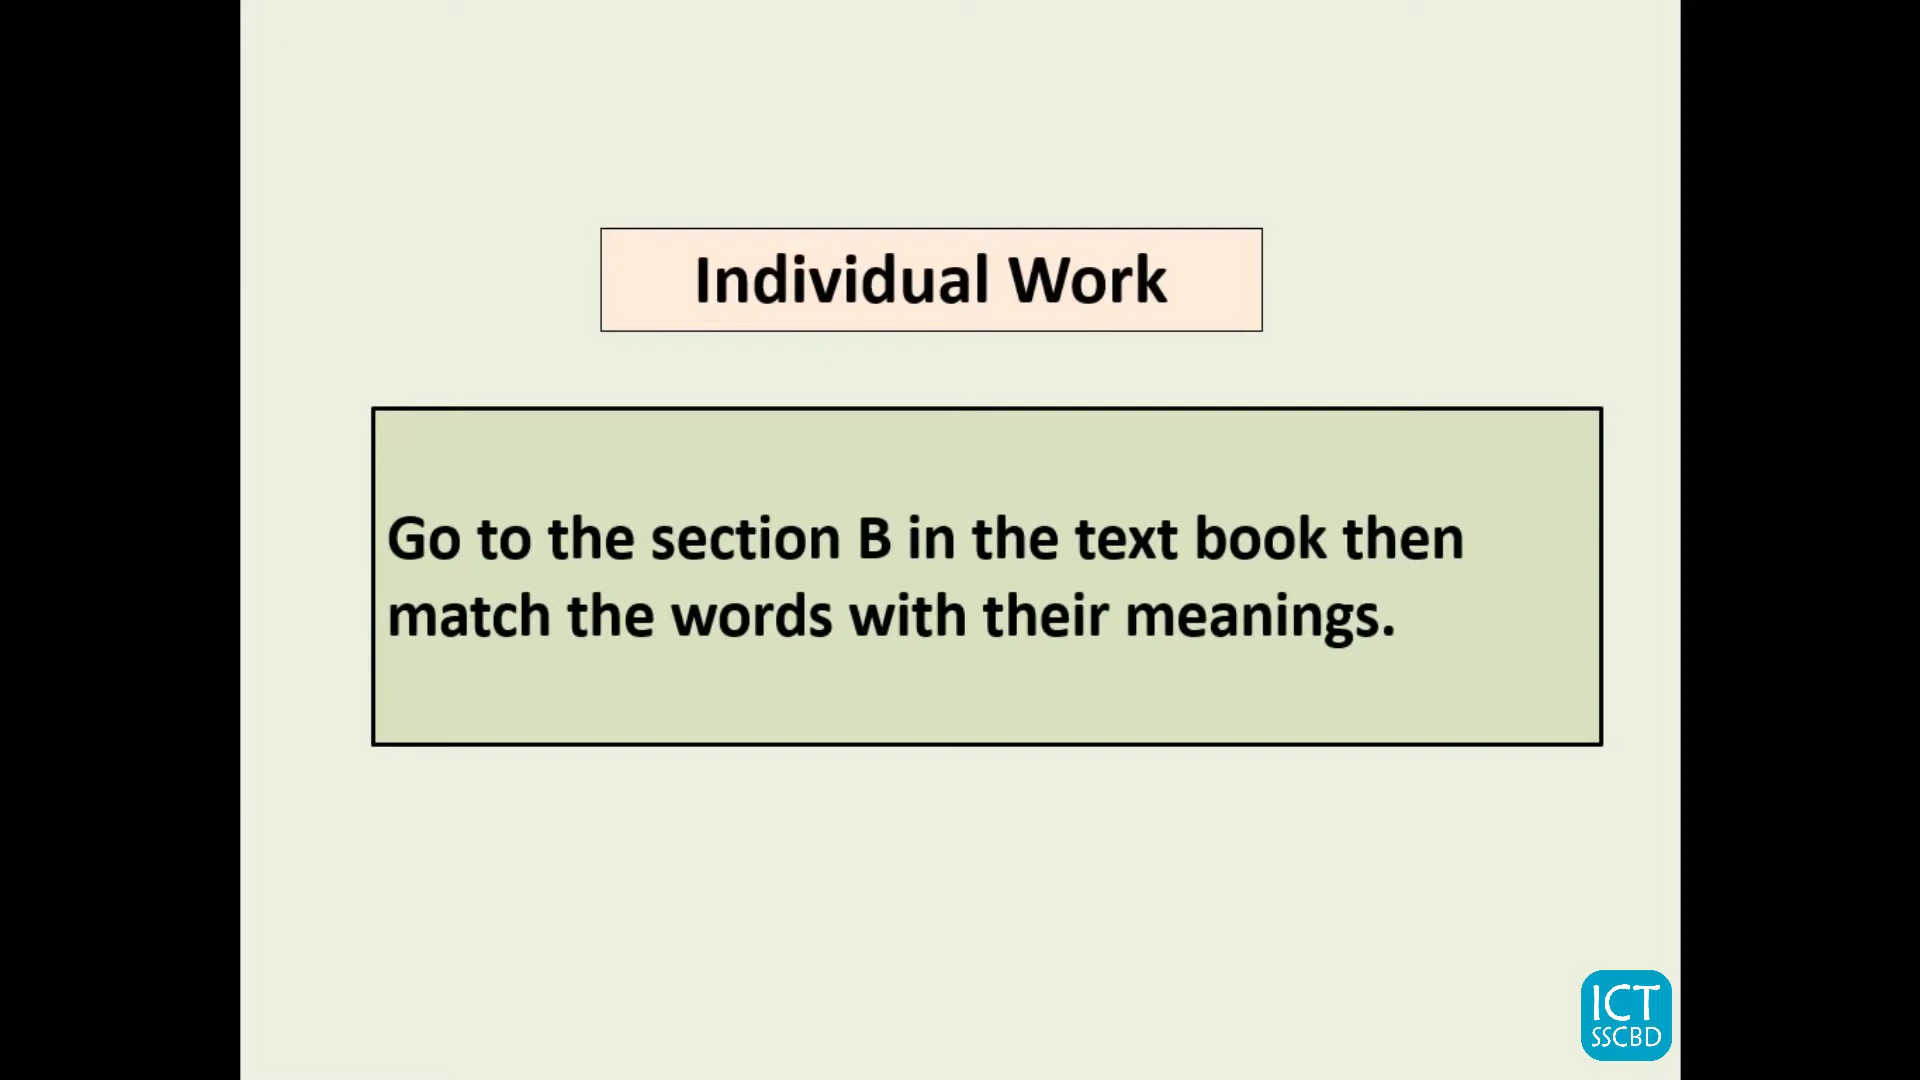 Individual Work
Go to the section B in the text book then
match the words with their meanings.
ICT
SSCBD